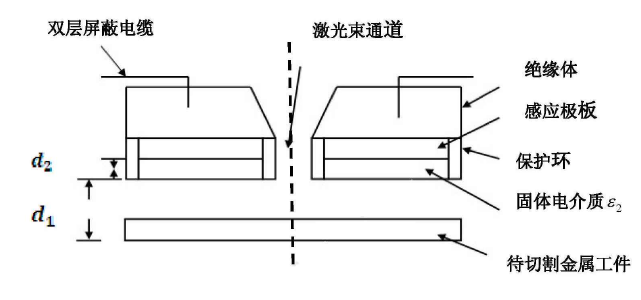 双层屏蔽电缆
激光束通道
绝缘体
感应极板
保护环
d₂
固体电介质ε₂
d₁
待切割金属工件